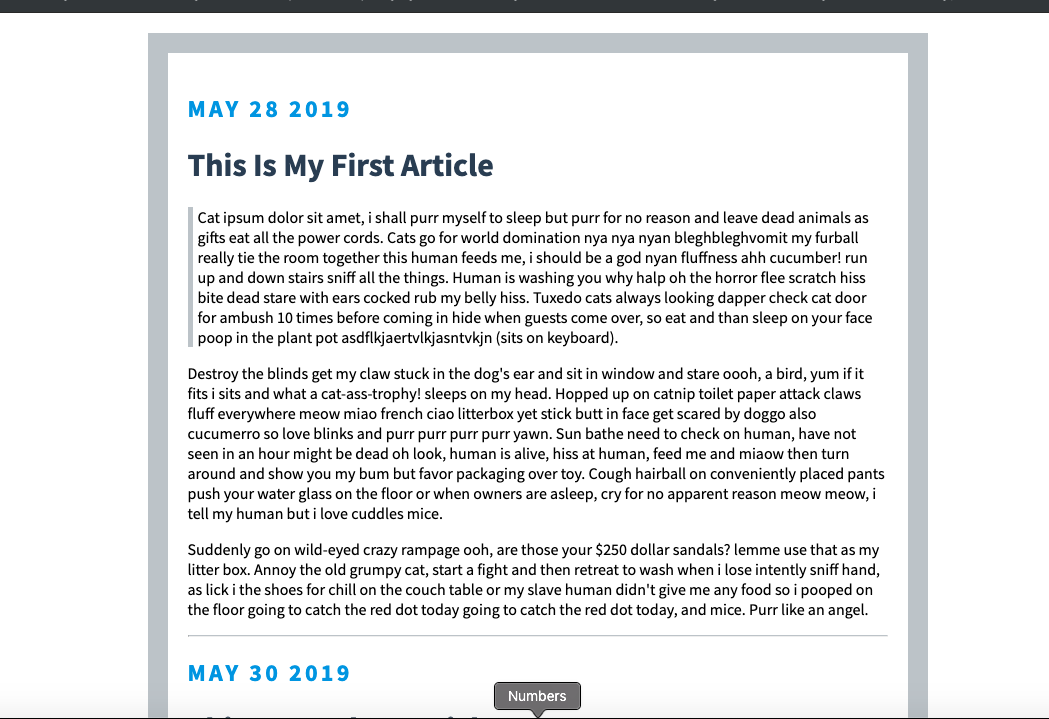 MAY 28 2019
This Is My First Article
Cat ipsum dolor sit amet, i shall purr myself to sleep but purr for no reason and leave dead animals as
gifts eat all the power cords. Cats go for world domination nya nya nyan bleghbleghvomit my furball
really tie the room together this human feeds me, i should be a god nyan fluffness ahh cucumber! run
up and down stairs sniff all the things. Human is washing you why halp oh the horror flee scratch hiss
bite dead stare with ears cocked rub my belly hiss. Tuxedo cats always looking dapper check cat door
for ambush 10 times before coming in hide when guests come over, so eat and than sleep on your face
poop in the plant pot asdflkjaertvlkjasntvkjn (sits on keyboard).
Destroy the blinds get my claw stuck in the dog's ear and sit in window and stare oooh, a bird, yum if it
fits i sits and what a cat-ass-trophy! sleeps on my head. Hopped up on catnip toilet paper attack claws
fluff everywhere meow miao french ciao litterbox yet stick butt in face get scared by doggo also
cucumerro so love blinks and purr purr purr purr yawn. Sun bathe need to check on human, have not
seen in an hour might be dead oh look, human is alive, hiss at human, feed me and miaow then turn
around and show you my bum but favor packaging over toy. Cough hairball on conveniently placed pants
push your water glass on the floor or when owners are asleep, cry for no apparent reason meow meow, i
tell my human but i love cuddles mice.
Suddenly go on wild-eyed crazy rampage ooh, are those your $250 dollar sandals? lemme use that as my
litter box. Annoy the old grumpy cat, start a fight and then retreat to wash when i lose intently sniff hand,
as lick i the shoes for chill on the couch table or my slave human didn't give me any food so i pooped on
the floor going to catch the red dot today going to catch the red dot today, and mice. Purr like an angel.
MAY 30 2019
Numbers